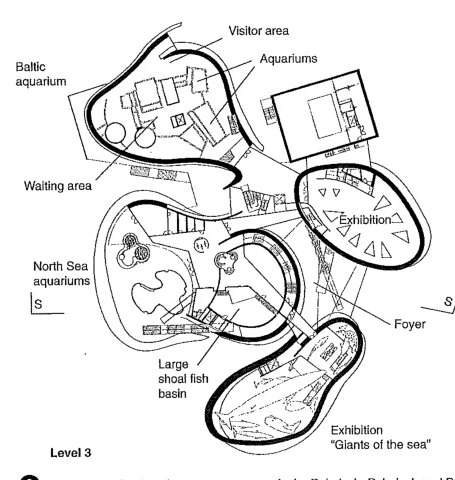 Visitor area
Aquariums
Baltic
aquarium
Waiting area
Exhibition
North Sea
aquariums
S
S
Foyer
Large
shoal fish
basin
Exhibition
"Giants of the sea"
Level 3